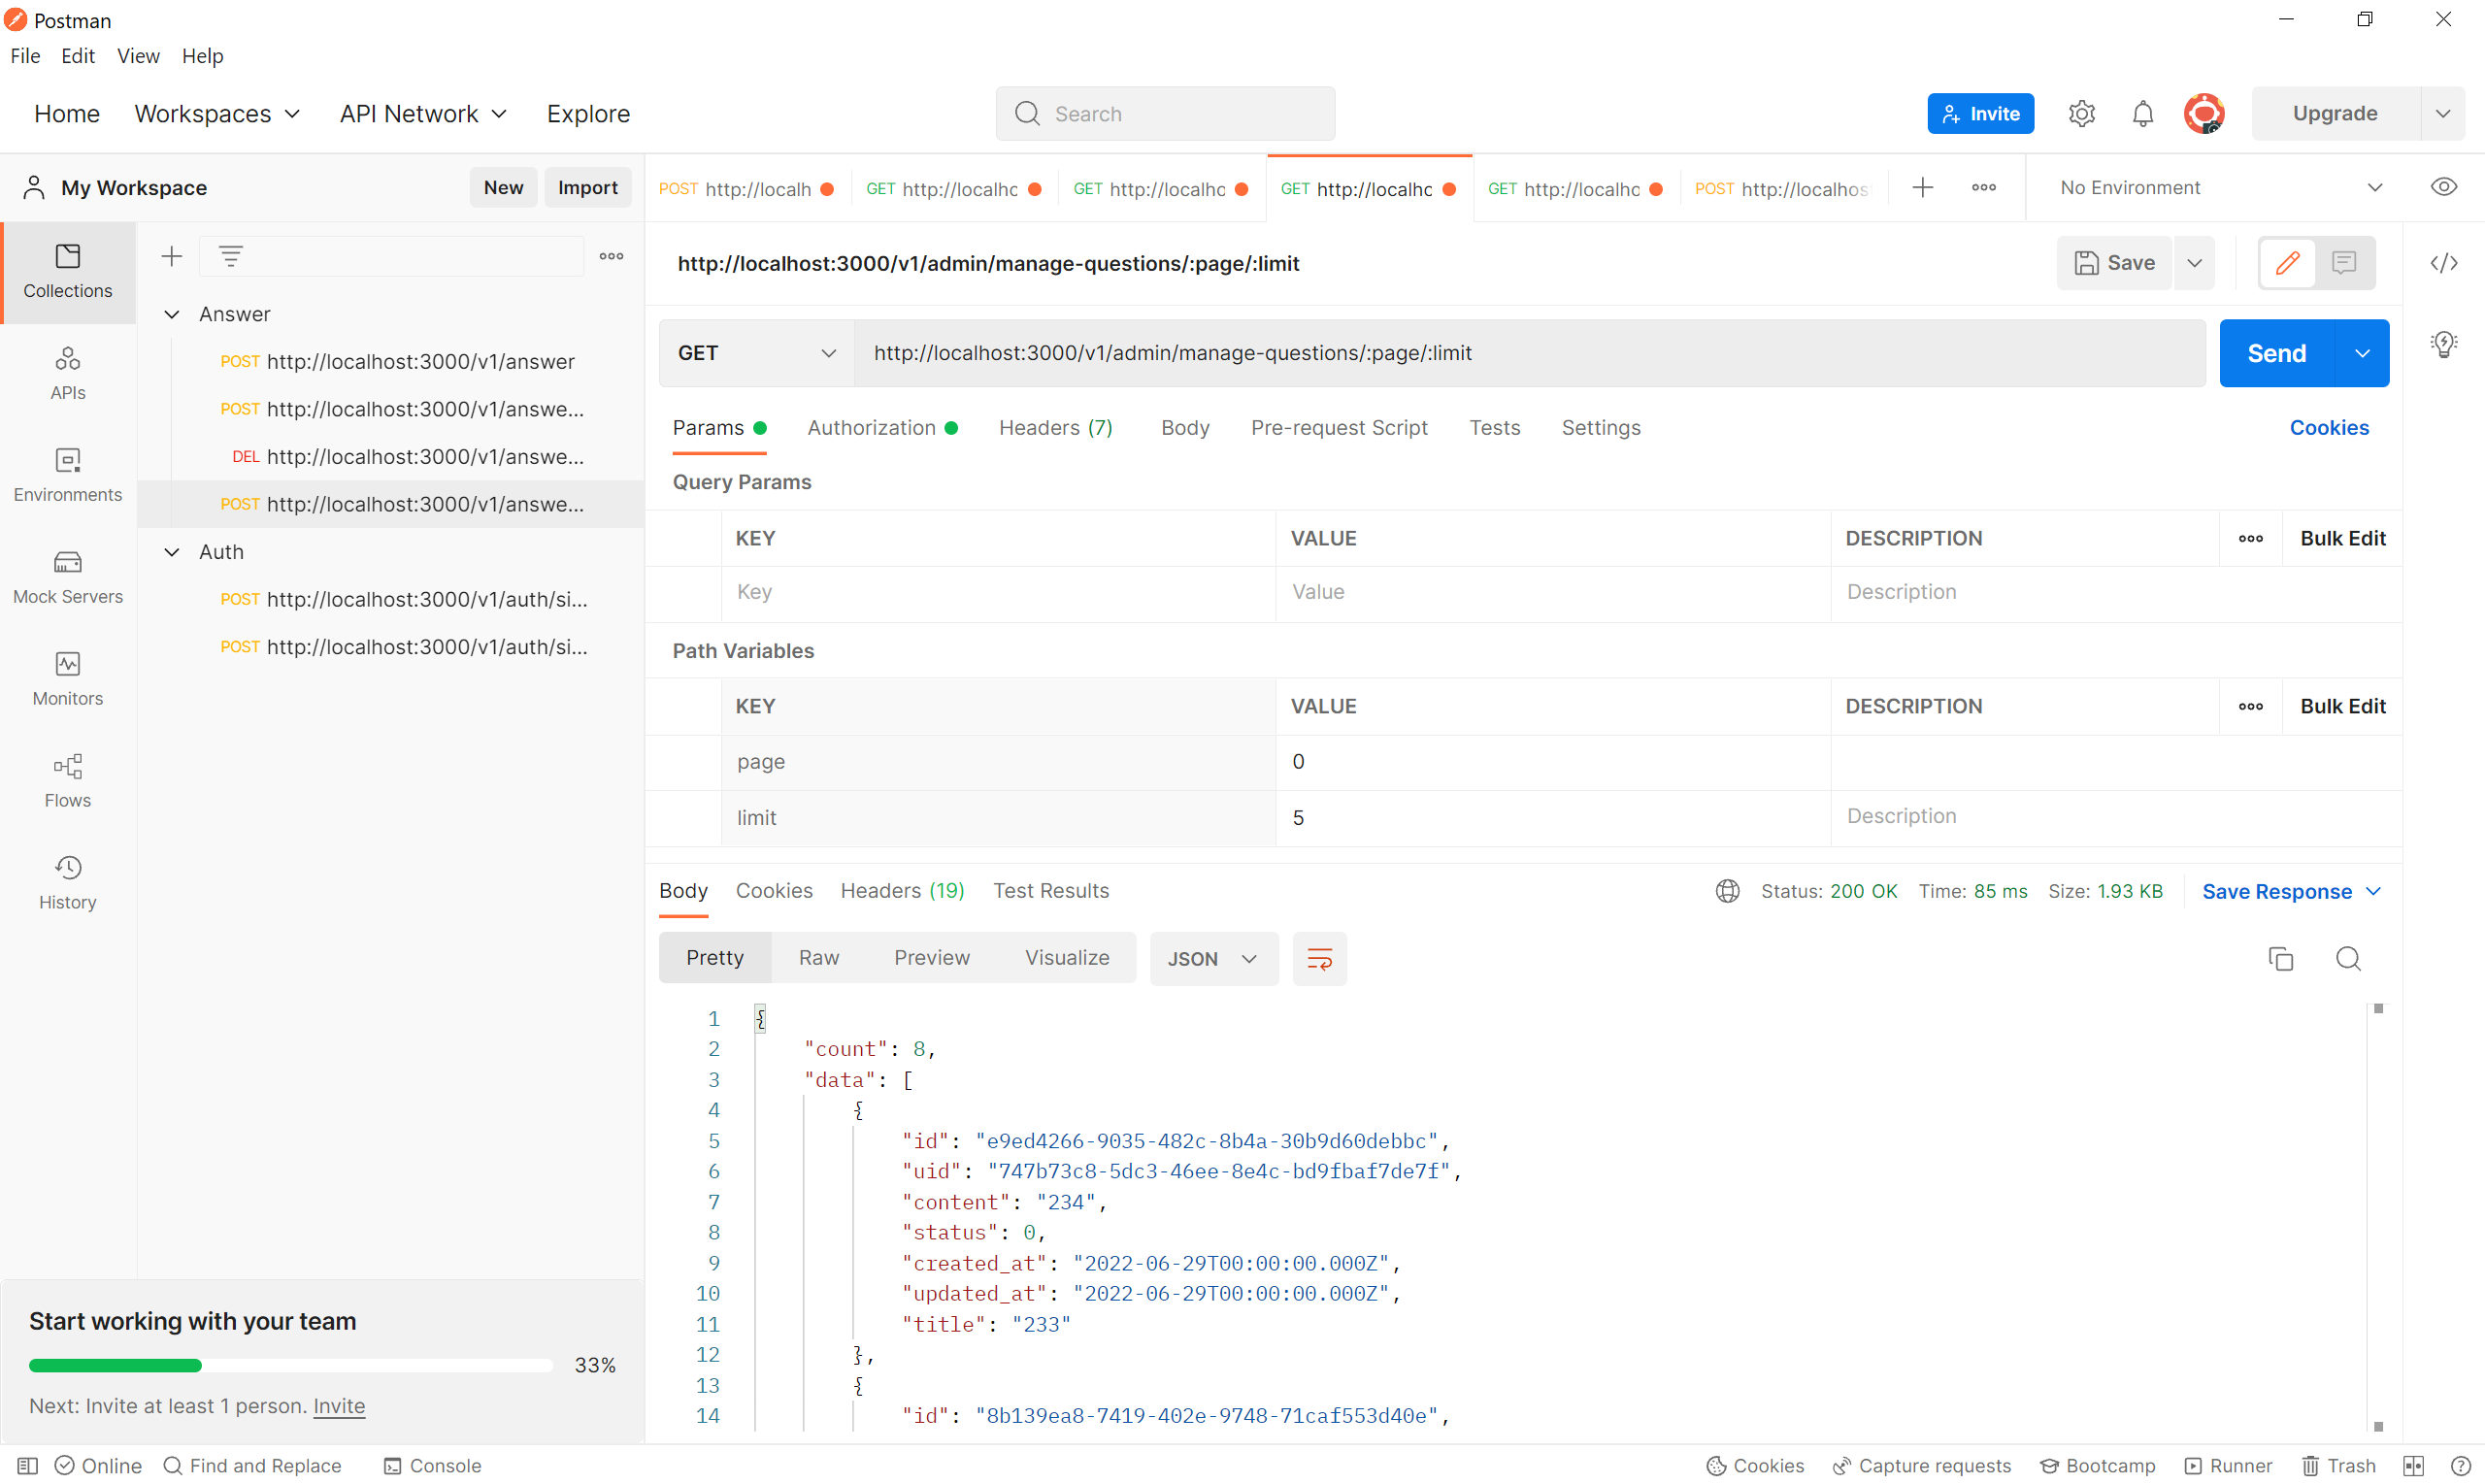 Postman
File Edit View Help
Home Workspaces API Network Explore Search Invite Upgrade
My Workspace New Import
POST http://localh GET http://localhc GET http://localhc GET http://localhc GET http://localhc POST http://localhos No Environment
Collections
APIs
Environments
Mock Servers
Monitors
Flows
History
Answer
POST http://localhost:3000/v1/answer
POST http://localhost:3000/v1/answe...
DEL http://localhost:3000/v1/answe...
POST http://localhost:3000/v1/answe...
Auth
POST http://localhost:3000/v1/auth/si...
POST http://localhost:3000/v1/auth/si...
Start working with your team
33%
Next: Invite at least 1 person. Invite
http://localhost:3000/v1/admin/manage-questions/:page/:limit Save
GET http://localhost:3000/v1/admin/manage-questions/:page/:limit Send
Params Authorization Headers (7) Body Pre-request Script Tests Settings Cookies
Query Params
KEY VALUE DESCRIPTION Bulk Edit
Key Value Description
Path Variables
KEY VALUE DESCRIPTION Bulk Edit
page 0
limit 5 Description
Body Cookies Headers (19) Test Results Status: 200 OK Time: 85 ms Size: 1.93 KB Save Response
Pretty Raw Preview Visualize JSON
1 {
2 "count": 8,
3 "data": [
4 {
5 "id": "e9ed4266-9035-482c-8b4a-30b9d60debbc",
6 "uid": "747b73c8-5dc3-46ee-8e4c-bd9fbaf7de7f",
7 "content": "234",
8 "status": 0,
9 "created_at": "2022-06-29T00:00:00.000Z",
10 "updated_at": "2022-06-29T00:00:00.000Z",
11 "title": "233"
12 },
13 {
14 "id": "8b139ea8-7419-402e-9748-71caf553d40e",
Online Find and Replace Console Cookies Capture requests Bootcamp Runner Trash